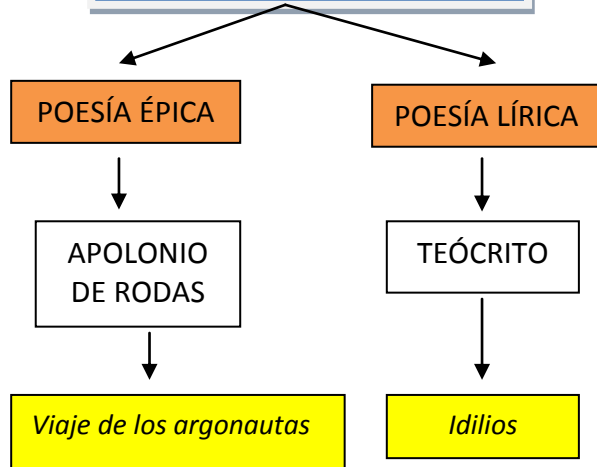 POESÍA ÉPICA
POESÍA LÍRICA
APOLONIO
DE RODAS
TEÓCRITO
Viaje de los argonautas
Idilios